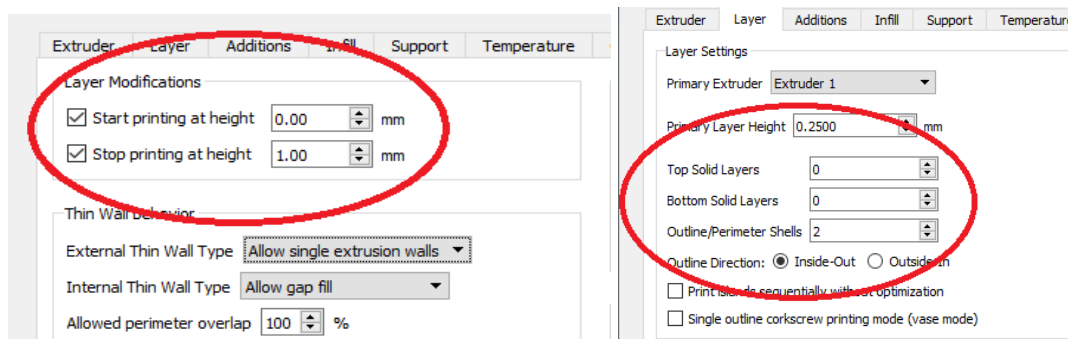 Extruder Layer Additions Infill Support Temperature
Layer Modifications
Start printing at height 0.00 mm
Stop printing at height 1.00 mm
Thin Wall Behavior
External Thin Wall Type Allow single extrusion walls
Internal Thin Wall Type Allow gap fill
Allowed perimeter overlap 100 %
Extruder Layer Additions Infill Support Temperature
Layer Settings
Primary Extruder Extruder 1
Primary Layer Height 0.2500 mm
Top Solid Layers 0
Bottom Solid Layers 0
Outline/Perimeter Shells 2
Outline Direction: Inside-Out Outside-In
Print islands sequentially without optimization
Single outline corkscrew printing mode (vase mode)